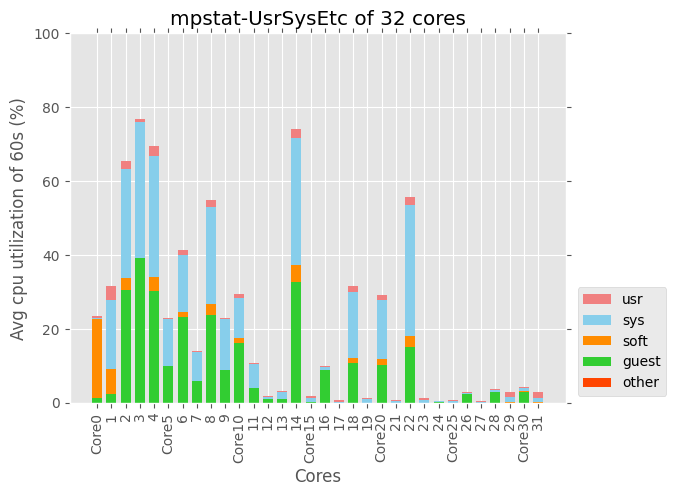 mpstat-UsrSysEtc of 32 cores
100
80
60
40
20
0
Avg cpu utilization of 60s (%)
Core0
1
2
3
4
Core5
6
7
8
9
Core10
11
12
13
14
Core15
16
17
18
19
Core20
21
22
23
24
Core25
26
27
28
29
Core30
31
Cores
usr
sys
soft
guest
other